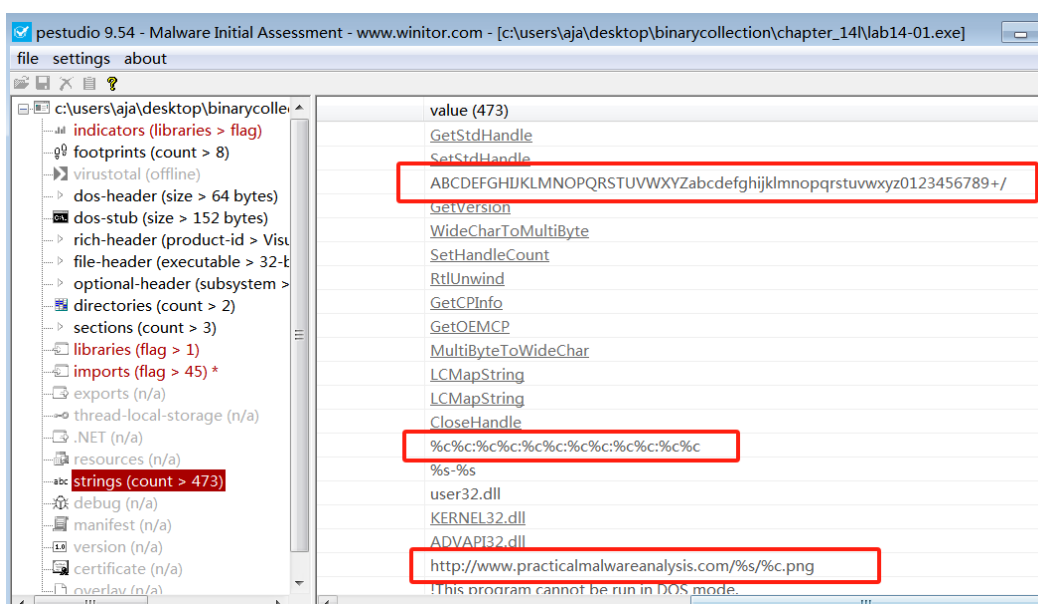 pestudio 9.54 - Malware Initial Assessment - www.winitor.com - [c:\users\aja\desktop\binarycollection\chapter_14l\lab14-01.exe]
file settings about
c:\users\aja\desktop\binarycolle
indicators (libraries > flag)
footprints (count > 8)
virustotal (offline)
dos-header (size > 64 bytes)
dos-stub (size > 152 bytes)
rich-header (product-id > Visu
file-header (executable > 32-b
optional-header (subsystem >
directories (count > 2)
sections (count > 3)
libraries (flag > 1)
imports (flag > 45) *
exports (n/a)
thread-local-storage (n/a)
.NET (n/a)
resources (n/a)
abc strings (count > 473)
debug (n/a)
manifest (n/a)
1.0 version (n/a)
certificate (n/a)
overlay (n/a)
value (473)
GetStdHandle
SetStdHandle
ABCDEFGHIJKLMNOPQRSTUVWXYZabcdefghijklmnopqrstuvwxyz0123456789+/
GetVersion
WideCharToMultiByte
SetHandleCount
RtlUnwind
GetCPInfo
GetOEMCP
MultiByteToWideChar
LCMapString
LCMapString
CloseHandle
%c%c:%c%c:%c%c:%c%c:%c%c:%c%c
%s-%s
user32.dll
KERNEL32.dll
ADVAPI32.dll
http://www.practicalmalwareanalysis.com/%s/%c.png
!This program cannot be run in DOS mode.